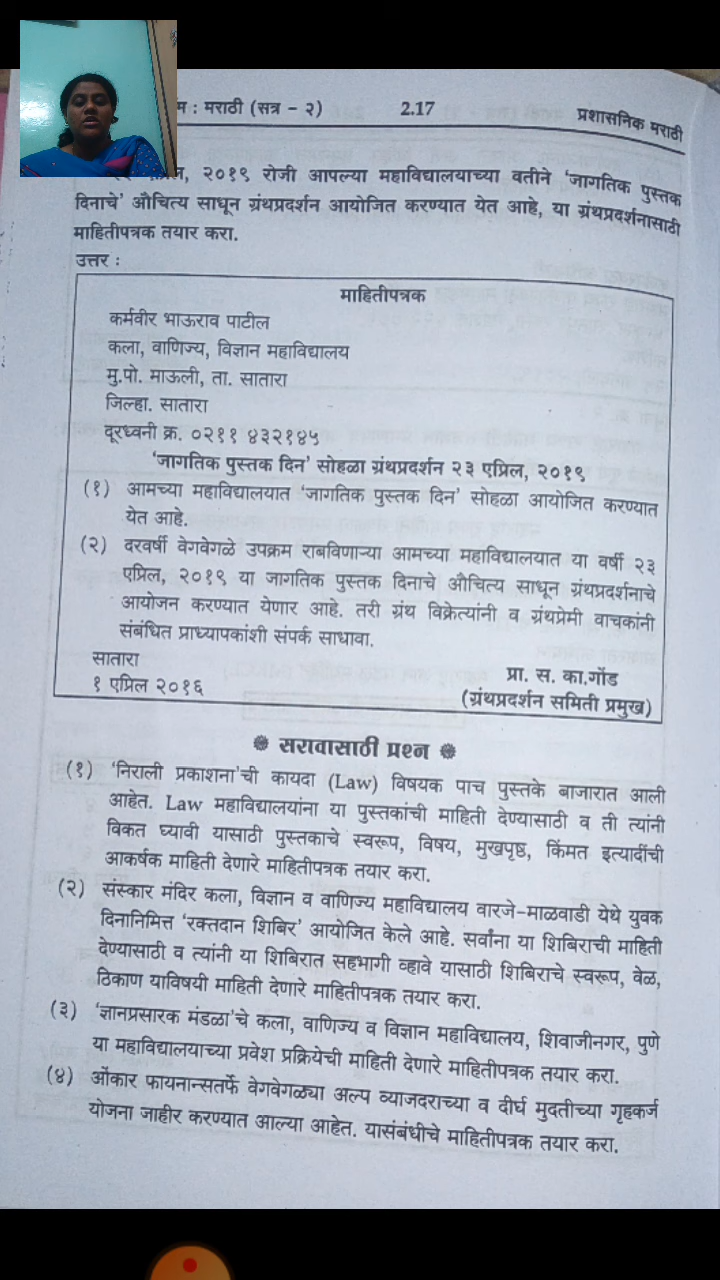 म : मराठी (सत्र - २) 2.17 प्रशासनिक मराठी
२०१९ रोजी आपल्या महाविद्यालयाच्या वतीने ‘जागतिक पुस्तक
दिनाचे’ औचित्य साधून ग्रंथप्रदर्शन आयोजित करण्यात येत आहे, या ग्रंथप्रदर्शनासाठी
माहितीपत्रक तयार करा.
उत्तर :
माहितीपत्रक
कर्मवीर भाऊराव पाटील
कला, वाणिज्य, विज्ञान महाविद्यालय
मु.पो. माऊली, ता. सातारा
जिल्हा. सातारा
दूरध्वनी क्र. ०२११ ४३२१४५
‘जागतिक पुस्तक दिन’ सोहळा ग्रंथप्रदर्शन २३ एप्रिल, २०१९
(१) आमच्या महाविद्यालयात ‘जागतिक पुस्तक दिन’ सोहळा आयोजित करण्यात
येत आहे.
(२) दरवर्षी वेगवेगळे उपक्रम राबविणाऱ्या आमच्या महाविद्यालयात या वर्षी २३
एप्रिल, २०१९ या जागतिक पुस्तक दिनाचे औचित्य साधून ग्रंथप्रदर्शनाचे
आयोजन करण्यात येणार आहे. तरी ग्रंथ विक्रेत्यांनी व ग्रंथप्रेमी वाचकांनी
संबंधित प्राध्यापकांशी संपर्क साधावा.
सातारा
प्रा. स. का.गोंड
१ एप्रिल २०१६
(ग्रंथप्रदर्शन समिती प्रमुख)
सरावासाठी प्रश्न
(१) ‘निराली प्रकाशना’ची कायदा (Law) विषयक पाच पुस्तके बाजारात आली
आहेत. Law महाविद्यालयांना या पुस्तकांची माहिती देण्यासाठी व ती त्यांनी
विकत घ्यावी यासाठी पुस्तकाचे स्वरूप, विषय, मुखपृष्ठ, किंमत इत्यादींची
आकर्षक माहिती देणारे माहितीपत्रक तयार करा.
(२) संस्कार मंदिर कला, विज्ञान व वाणिज्य महाविद्यालय वारजे-माळवाडी येथे युवक
दिनानिमित्त ‘रक्तदान शिबिर’ आयोजित केले आहे. सर्वांना या शिबिराची माहिती
देण्यासाठी व त्यांनी या शिबिरात सहभागी व्हावे यासाठी शिबिराचे स्वरूप, वेळ,
ठिकाण याविषयी माहिती देणारे माहितीपत्रक तयार करा.
(३) ‘ज्ञानप्रसारक मंडळा’चे कला, वाणिज्य व विज्ञान महाविद्यालय, शिवाजीनगर, पुणे
या महाविद्यालयाच्या प्रवेश प्रक्रियेची माहिती देणारे माहितीपत्रक तयार करा.
(४) ओंकार फायनान्सतर्फे वेगवेगळ्या अल्प व्याजदराच्या व दीर्घ मुदतीच्या गृहकर्ज
योजना जाहीर करण्यात आल्या आहेत. यासंबंधीचे माहितीपत्रक तयार करा.